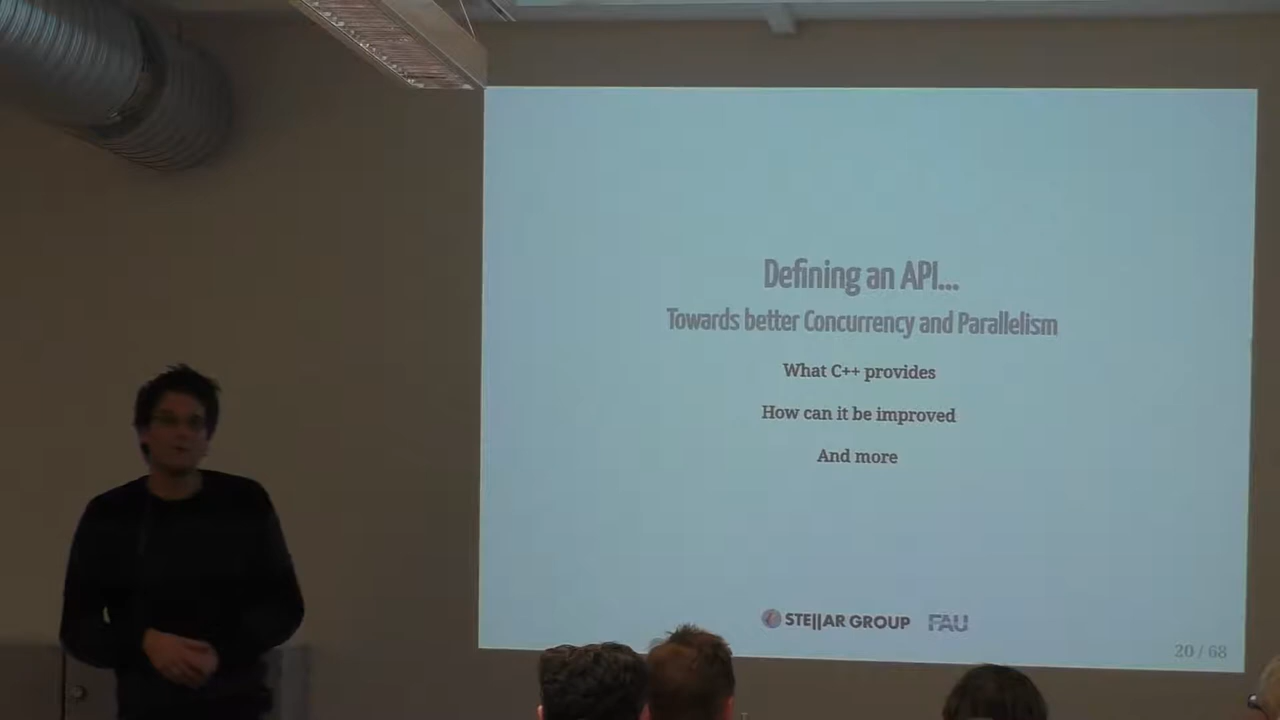 Defining an API...
Towards better Concurrency and Parallelism
What C++ provides
How can it be improved
And more
STE||AR GROUP FAU
20 / 68